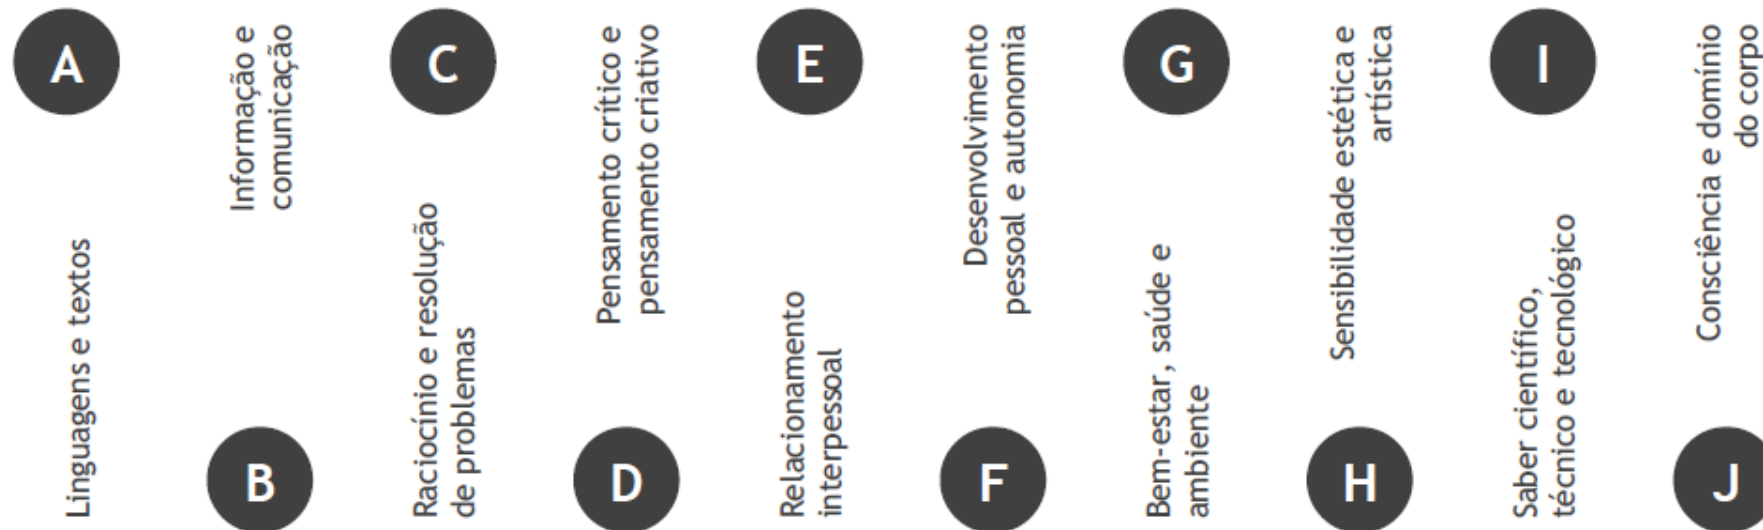 A
Linguagens e textos
B
Informação e
comunicação
C
Raciocínio e resolução
de problemas
D
Pensamento crítico e
pensamento criativo
E
Relacionamento
interpessoal
F
Desenvolvimento
pessoal e autonomia
G
Bem-estar, saúde e
ambiente
H
Sensibilidade estética e
artística
I
Saber científico,
técnico e tecnológico
J
Consciência e domínio
do corpo